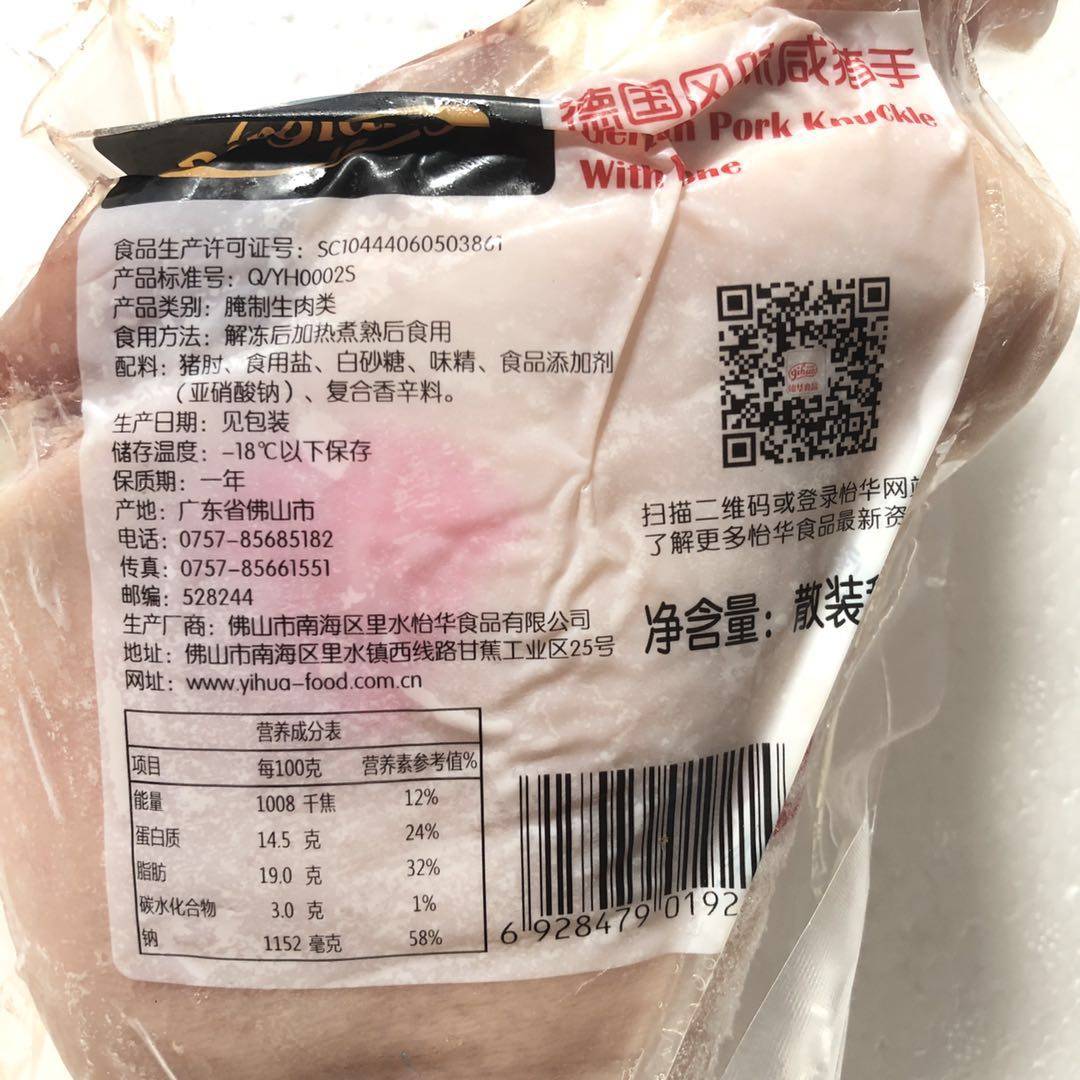 德国风味咸猪手
German Pork Knuckle
With
食品生产许可证号：SC10444060503861
产品标准号：Q/YH0002S
产品类别：腌制生肉类
食用方法：解冻后加热煮熟后食用
配料：猪肘、食用盐、白砂糖、味精、食品添加剂
（亚硝酸钠）、复合香辛料。
生产日期：见包装
储存温度：-18℃以下保存
保质期：一年
产地：广东省佛山市
电话：0757-85685182
传真：0757-85661551
邮编：528244
生产厂商：佛山市南海区里水怡华食品有限公司
地址：佛山市南海区里水镇西线路甘蕉工业区25号
网址：www.yihua-food.com.cn
yihua
怡华食品
扫描二维码或登录怡华网站
了解更多怡华食品最新资
净含量：散装
营养成分表
项目 每100克 营养素参考值%
能量 1008 千焦 12%
蛋白质 14.5 克 24%
脂肪 19.0 克 32%
碳水化合物 3.0 克 1%
钠 1152 毫克 58%
6 928479 0192